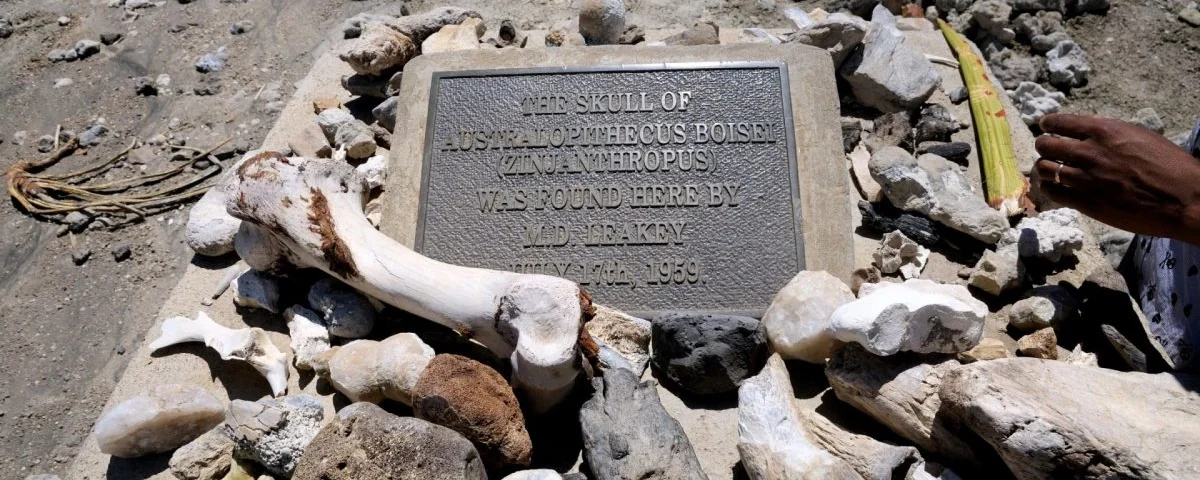 THE SKULL OF
AUSTRALOPITHECUS BOISEI
(ZINJANTHROPUS)
WAS FOUND HERE BY
M.D. LEAKEY
JULY 17th, 1959.